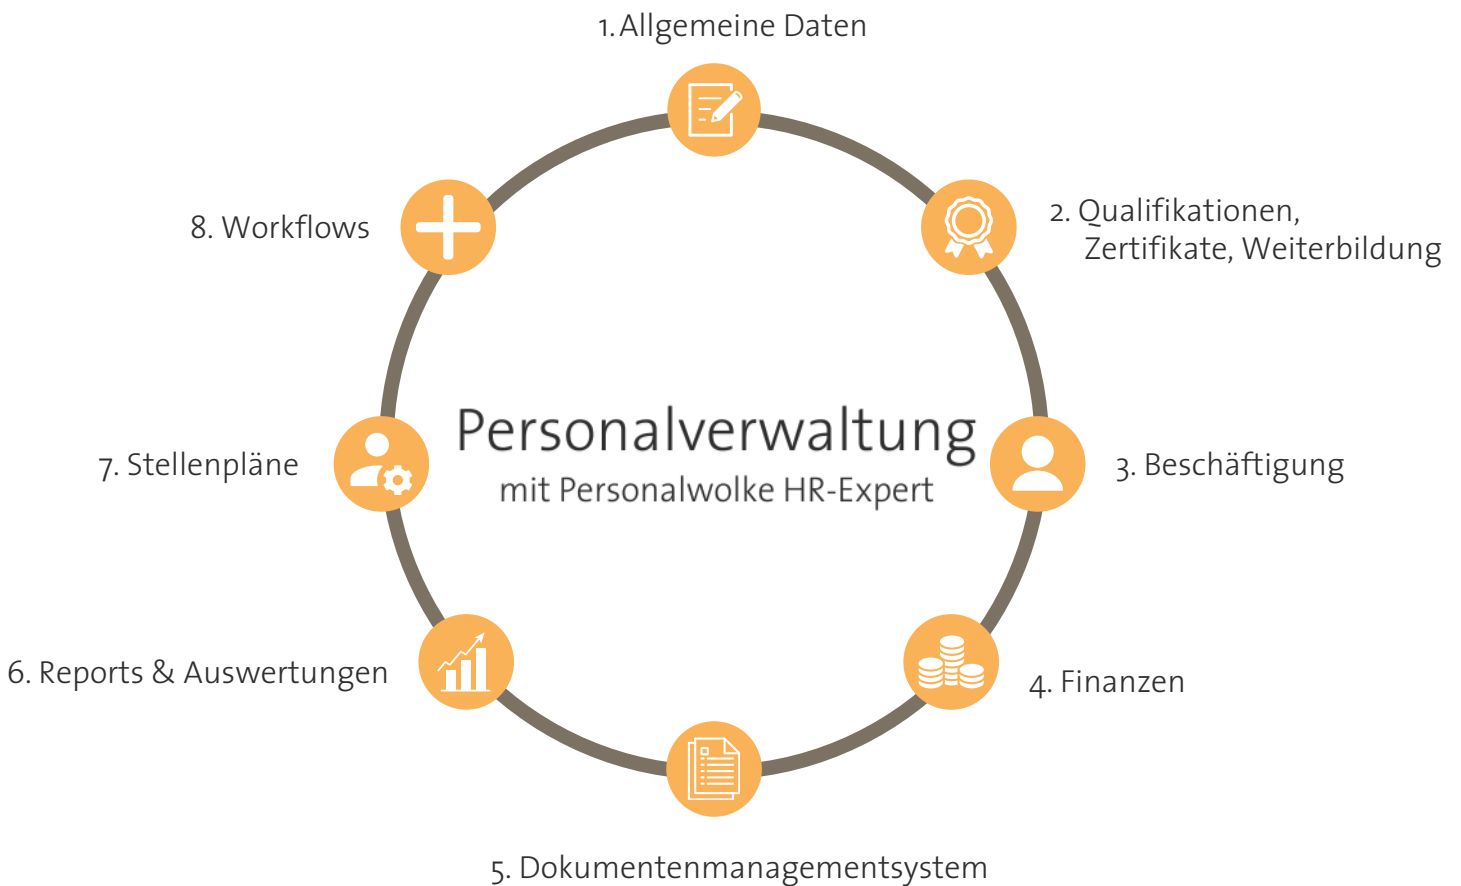 1. Allgemeine Daten
2. Qualifikationen,
Zertifikate, Weiterbildung
3. Beschäftigung
4. Finanzen
5. Dokumentenmanagementsystem
6. Reports & Auswertungen
7. Stellenpläne
8. Workflows
Personalverwaltung
mit Personalwolke HR-Expert